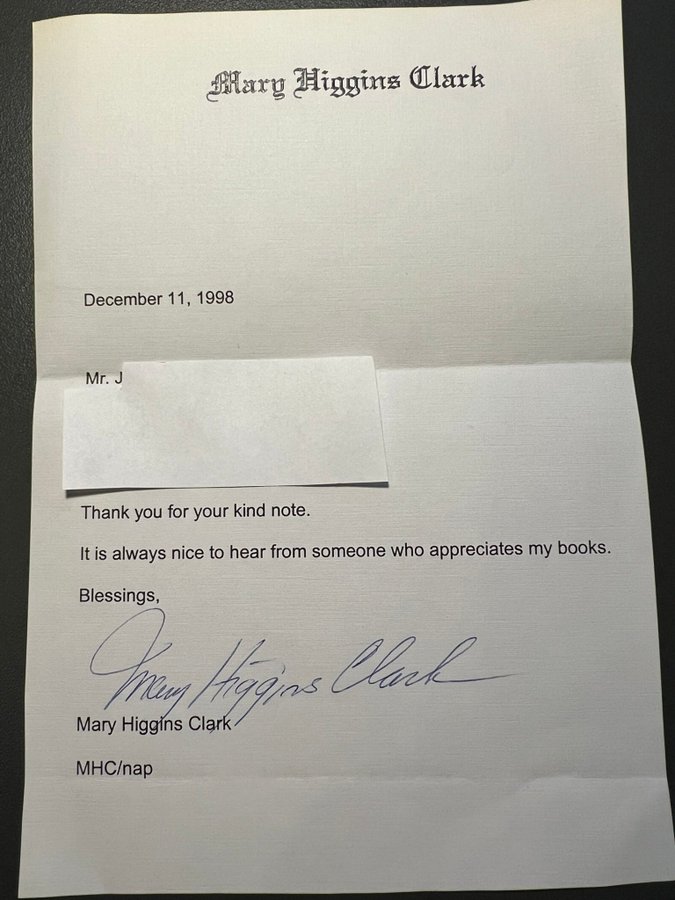 Mary Higgins Clark
December 11, 1998
Mr. J
Thank you for your kind note.
It is always nice to hear from someone who appreciates my books.
Blessings,
Mary Higgins Clark
Mary Higgins Clark
MHC/nap